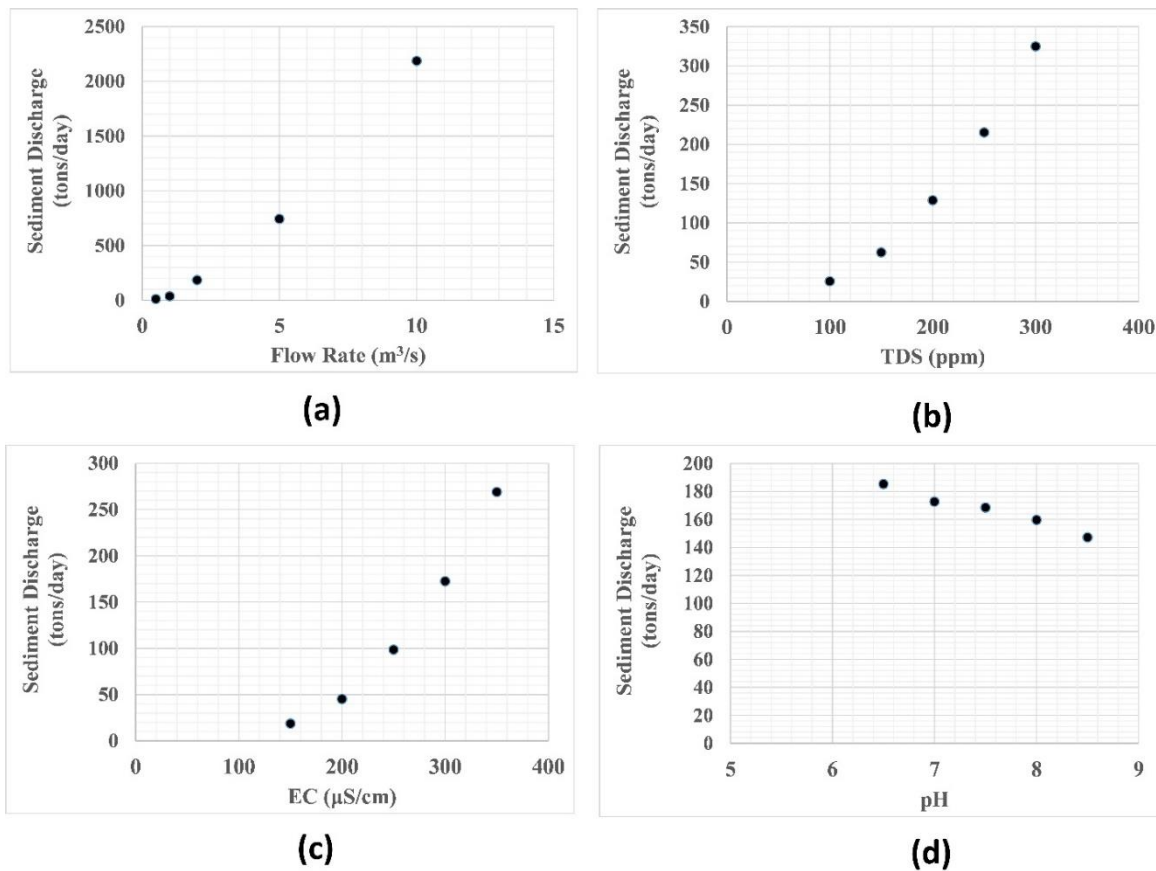 2500
2000
1500
1000
500
0
0 5 10 15
Sediment Discharge
(tons/day)
Flow Rate (m³/s)
(a)
350
300
250
200
150
100
50
0
0 100 200 300 400
Sediment Discharge
(tons/day)
TDS (ppm)
(b)
300
250
200
150
100
50
0
0 100 200 300 400
Sediment Discharge
(tons/day)
EC (µS/cm)
(c)
200
180
160
140
120
100
80
60
40
20
0
5 6 7 8 9
Sediment Discharge
(tons/day)
pH
(d)